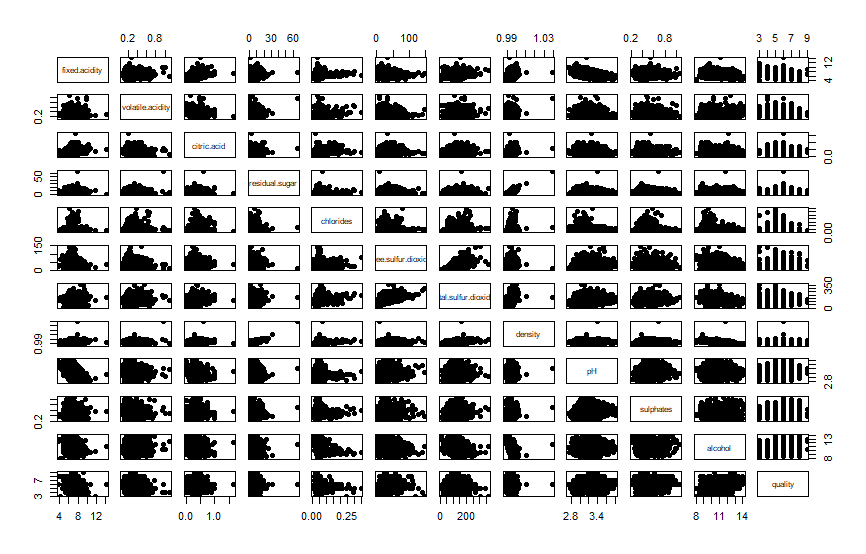 0.2 0.8 0 30 60 0 100 0.99 1.03 0.2 0.8 3 5 7 9
fixed.acidity 4 12
0.2 volatile.acidity
citric.acid 0.0
0 50 residual.sugar
chlorides 0.00
0 150 ee.sulfur.dioxid
al.sulfur.dioxid 0 350
0.99 density
pH 2.8
0.2 sulphates
alcohol 8 13
3 7 quality
4 8 12 0.0 1.0 0.00 0.25 0 200 2.8 3.4 8 11 14